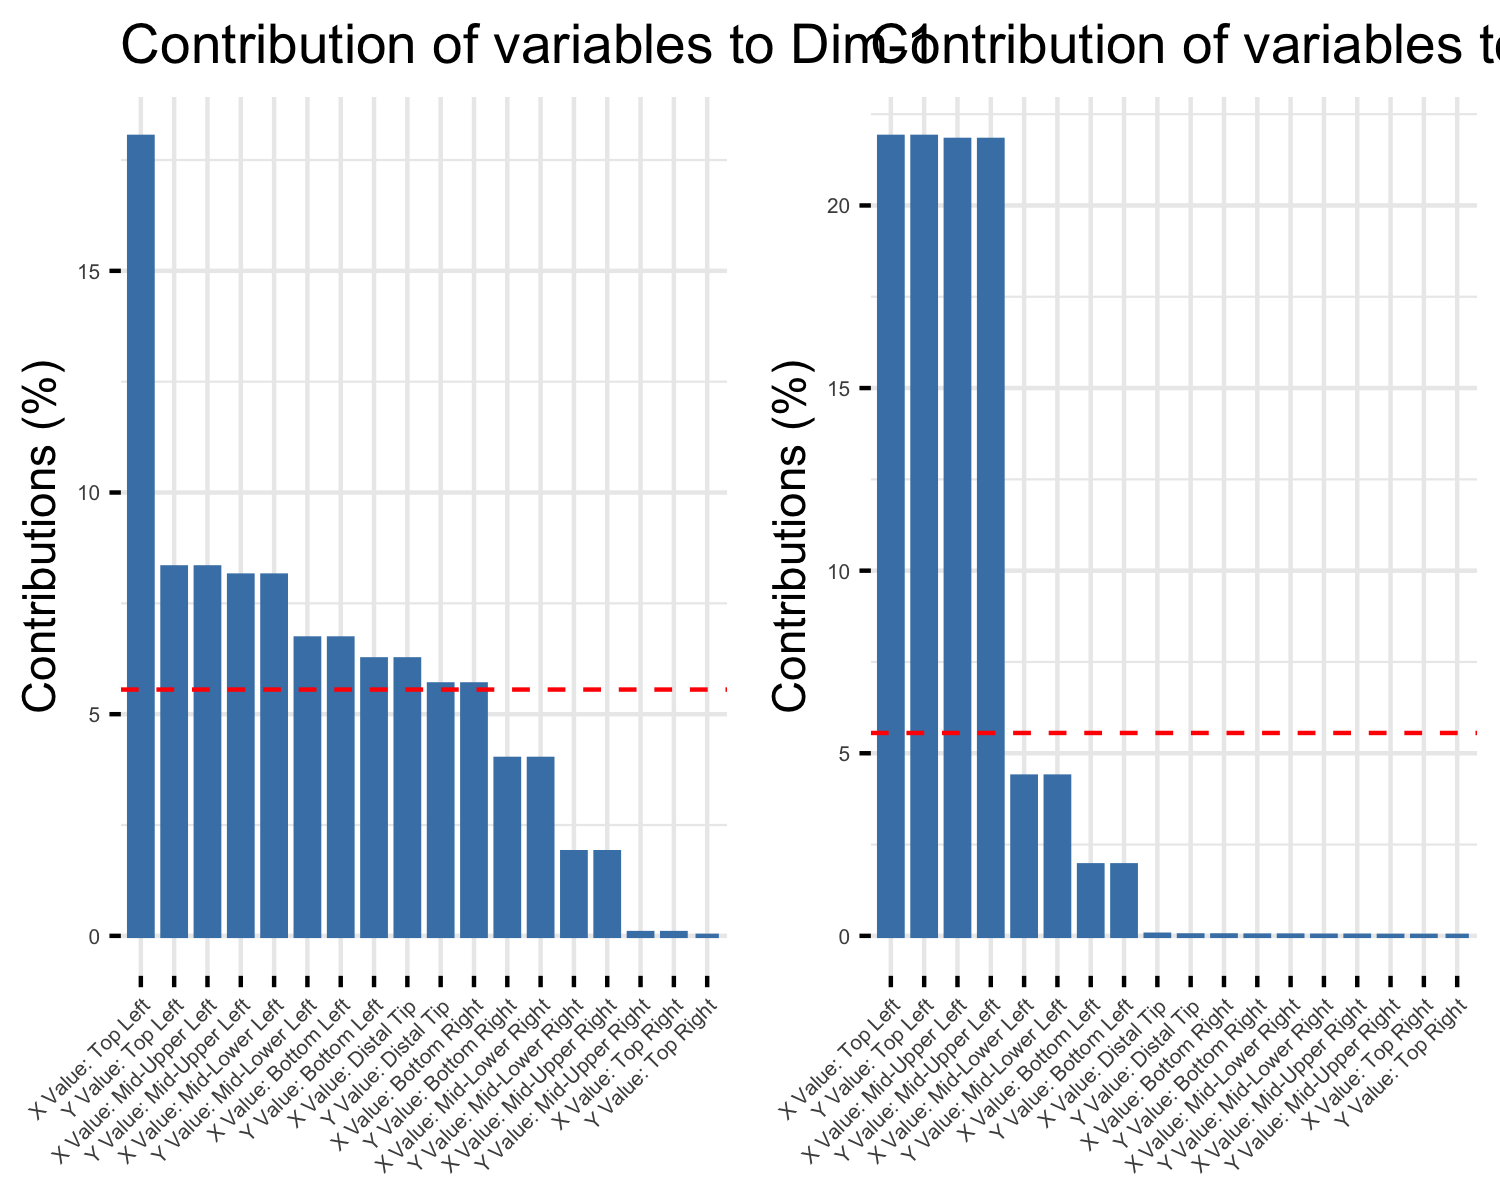 Contribution of variables to Dim-1
Contributions (%)
15
10
5
0
X Value: Top Left
Y Value: Top Left
X Value: Mid-Upper Left
Y Value: Mid-Upper Left
X Value: Mid-Lower Left
Y Value: Mid-Lower Left
X Value: Bottom Left
Y Value: Bottom Left
X Value: Distal Tip
Y Value: Distal Tip
X Value: Bottom Right
Y Value: Bottom Right
X Value: Mid-Lower Right
Y Value: Mid-Lower Right
X Value: Mid-Upper Right
Y Value: Mid-Upper Right
X Value: Top Right
Y Value: Top Right
Contribution of variables to
Contributions (%)
20
15
10
5
0
X Value: Top Left
Y Value: Top Left
X Value: Mid-Upper Left
Y Value: Mid-Upper Left
X Value: Mid-Lower Left
Y Value: Mid-Lower Left
X Value: Bottom Left
Y Value: Bottom Left
X Value: Distal Tip
Y Value: Distal Tip
X Value: Bottom Right
Y Value: Bottom Right
X Value: Mid-Lower Right
Y Value: Mid-Lower Right
X Value: Mid-Upper Right
Y Value: Mid-Upper Right
X Value: Top Right
Y Value: Top Right